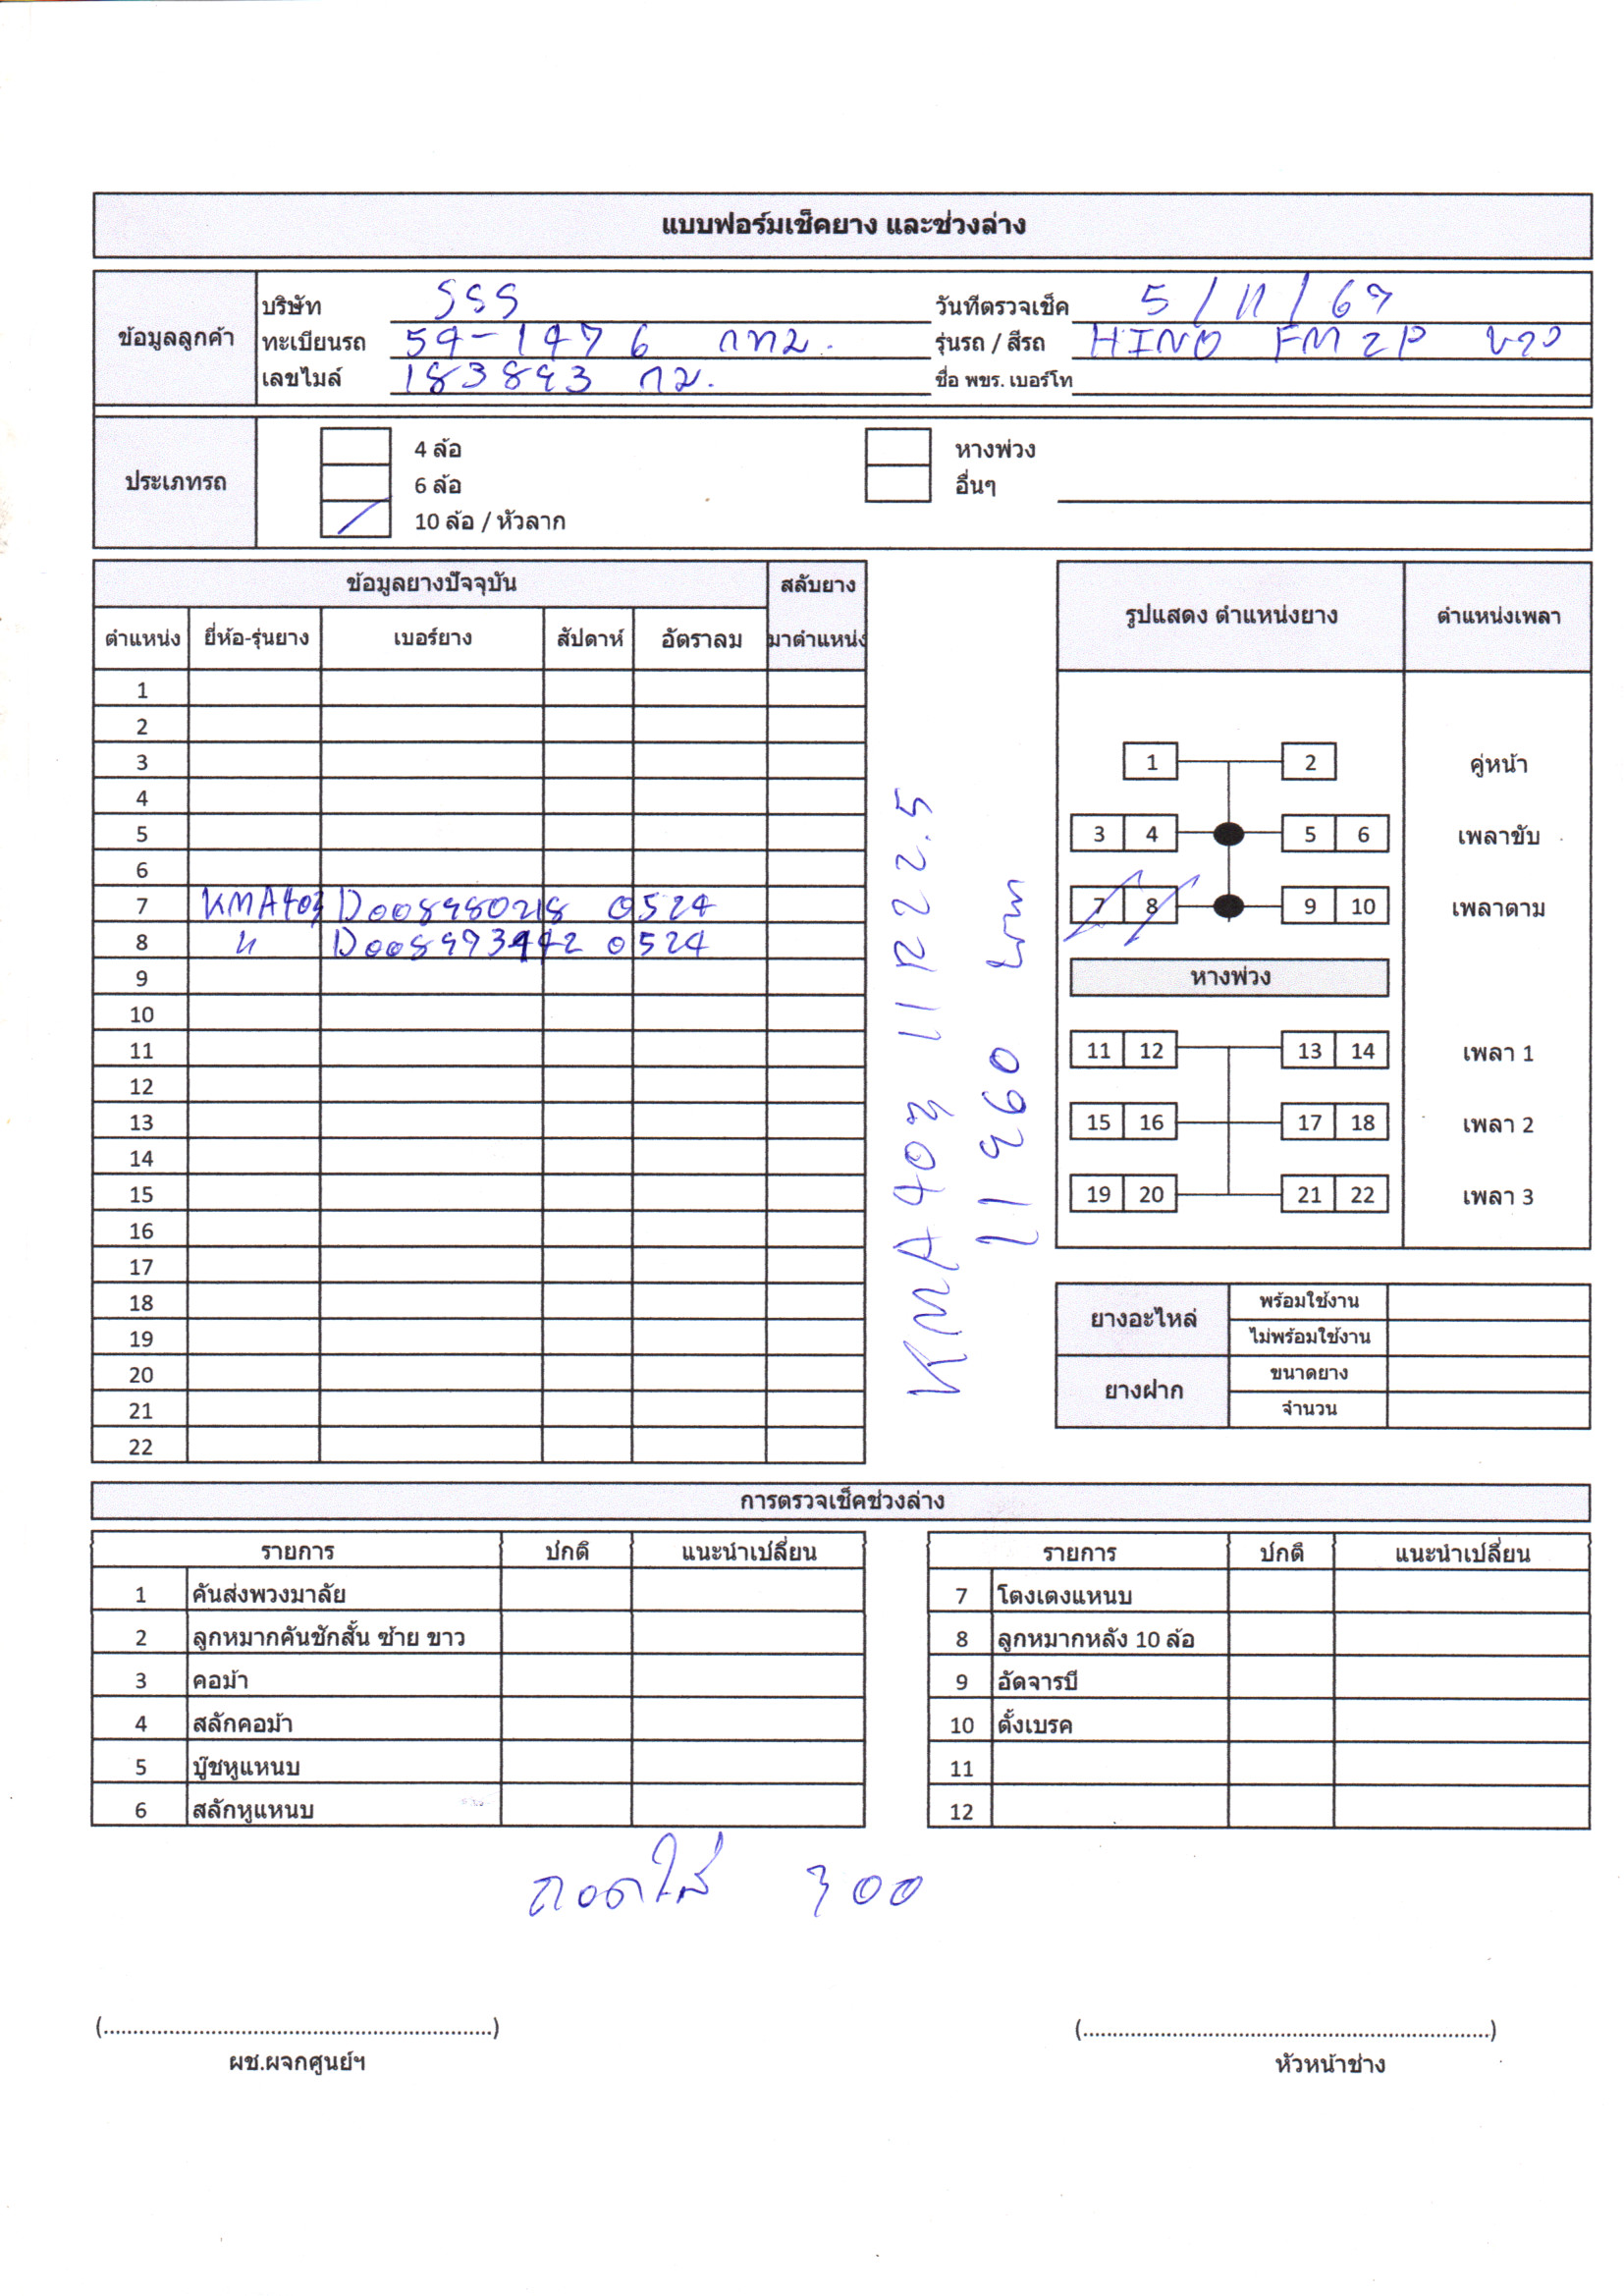 แบบฟอร์มเช็คยาง และช่วงล่าง
ข้อมูลลูกค้า
บริษัท SSS วันที่ตรวจเช็ค 5/11/67
ทะเบียนรถ 59-1476 กทม. รุ่นรถ / สีรถ HINO FM2P ขาว
เลขไมล์ 183893 กม. ชื่อ พขร. เบอร์โท
ประเภทรถ
4 ล้อ หางพ่วง
6 ล้อ อื่นๆ
10 ล้อ / หัวลาก
ข้อมูลยางปัจจุบัน สลับยาง
ตำแหน่ง ยี่ห้อ-รุ่นยาง เบอร์ยาง สัปดาห์ อัตราลม มาตำแหน่ง
1
2
3
4
5
6
7 KMA403 0524
8 " 0524
9
10
11
12
13
14
15
16
17
18
19
20
21
22
KMA403 11R22.5
รูปแสดง ตำแหน่งยาง ตำแหน่งเพลา
1 2 คู่หน้า
3 4 5 6 เพลาขับ
7 8 9 10 เพลาตาม
หางพ่วง
11 12 13 14 เพลา 1
15 16 17 18 เพลา 2
19 20 21 22 เพลา 3
ยางอะไหล่ พร้อมใช้งาน
ไม่พร้อมใช้งาน
ยางฝาก ขนาดยาง
จำนวน
การตรวจเช็คช่วงล่าง
รายการ ปกติ แนะนำเปลี่ยน รายการ ปกติ แนะนำเปลี่ยน
1 คันส่งพวงมาลัย 7 โตงเตงแหนบ
2 ลูกหมากคันชักสั้น ซ้าย ขาว 8 ลูกหมากหลัง 10 ล้อ
3 คอม้า 9 อัดจารบี
4 สลักคอม้า 10 ตั้งเบรค
5 บู๊ชหูแหนบ 11
6 สลักหูแหนบ 12
ถอดใส่ 300
(................................................................) (...................................................................)
ผช.ผจกศูนย์ฯ หัวหน้าช่าง